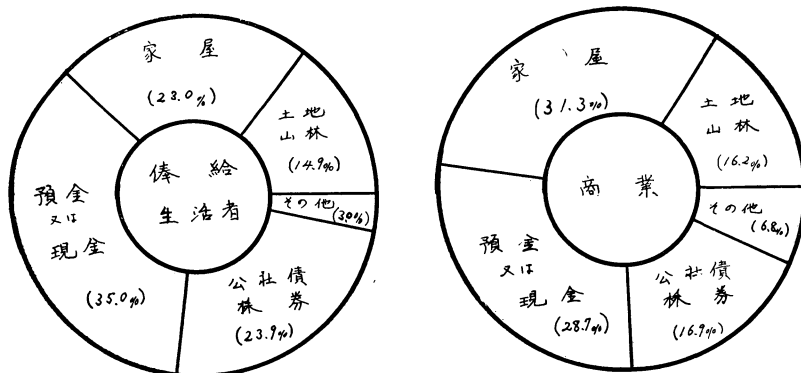 家屋
(23.0%)
土地
山林
(14.9%)
その他
(3.0%)
公社債
株券
(23.9%)
預金
又は
現金
(35.0%)
俸給
生活者
家屋
(31.3%)
土地
山林
(16.2%)
その他
(6.8%)
公社債
株券
(16.9%)
預金
又は
現金
(28.7%)
商業